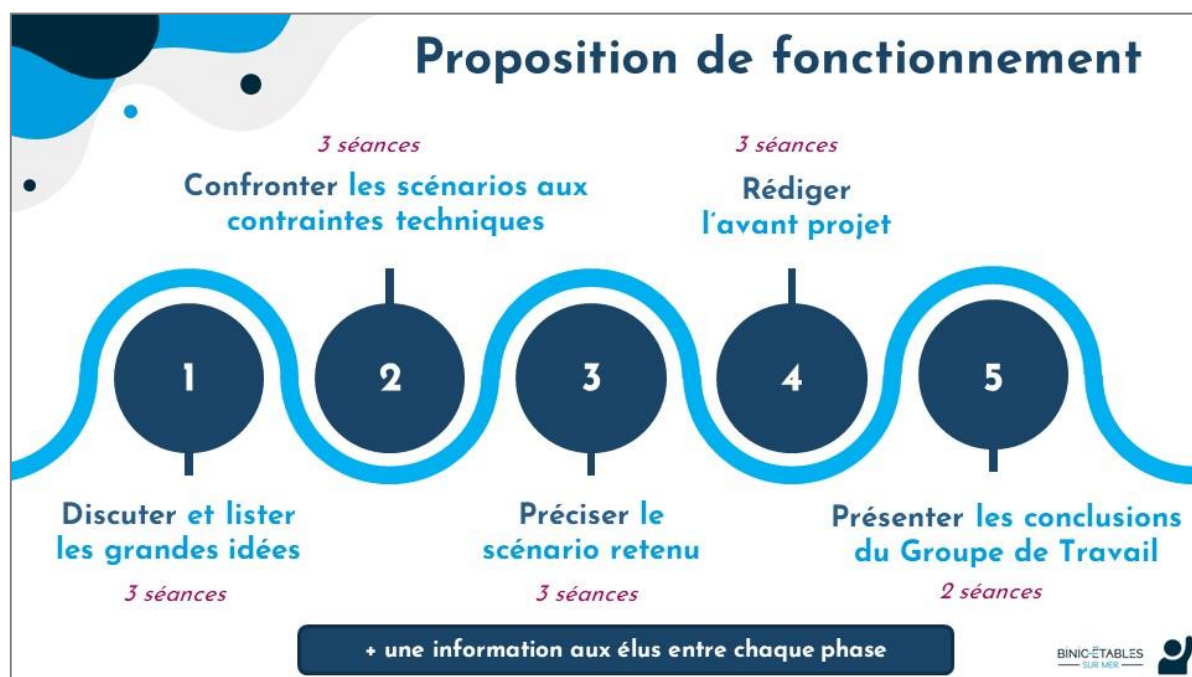 Proposition de fonctionnement
3 séances
Confronter les scénarios aux
contraintes techniques
3 séances
Rédiger
l'avant projet
1
2
3
4
5
Discuter et lister
les grandes idées
3 séances
Préciser le
scénario retenu
3 séances
Présenter les conclusions
du Groupe de Travail
2 séances
+ une information aux élus entre chaque phase
BINIC-ÉTABLES
SUR MER